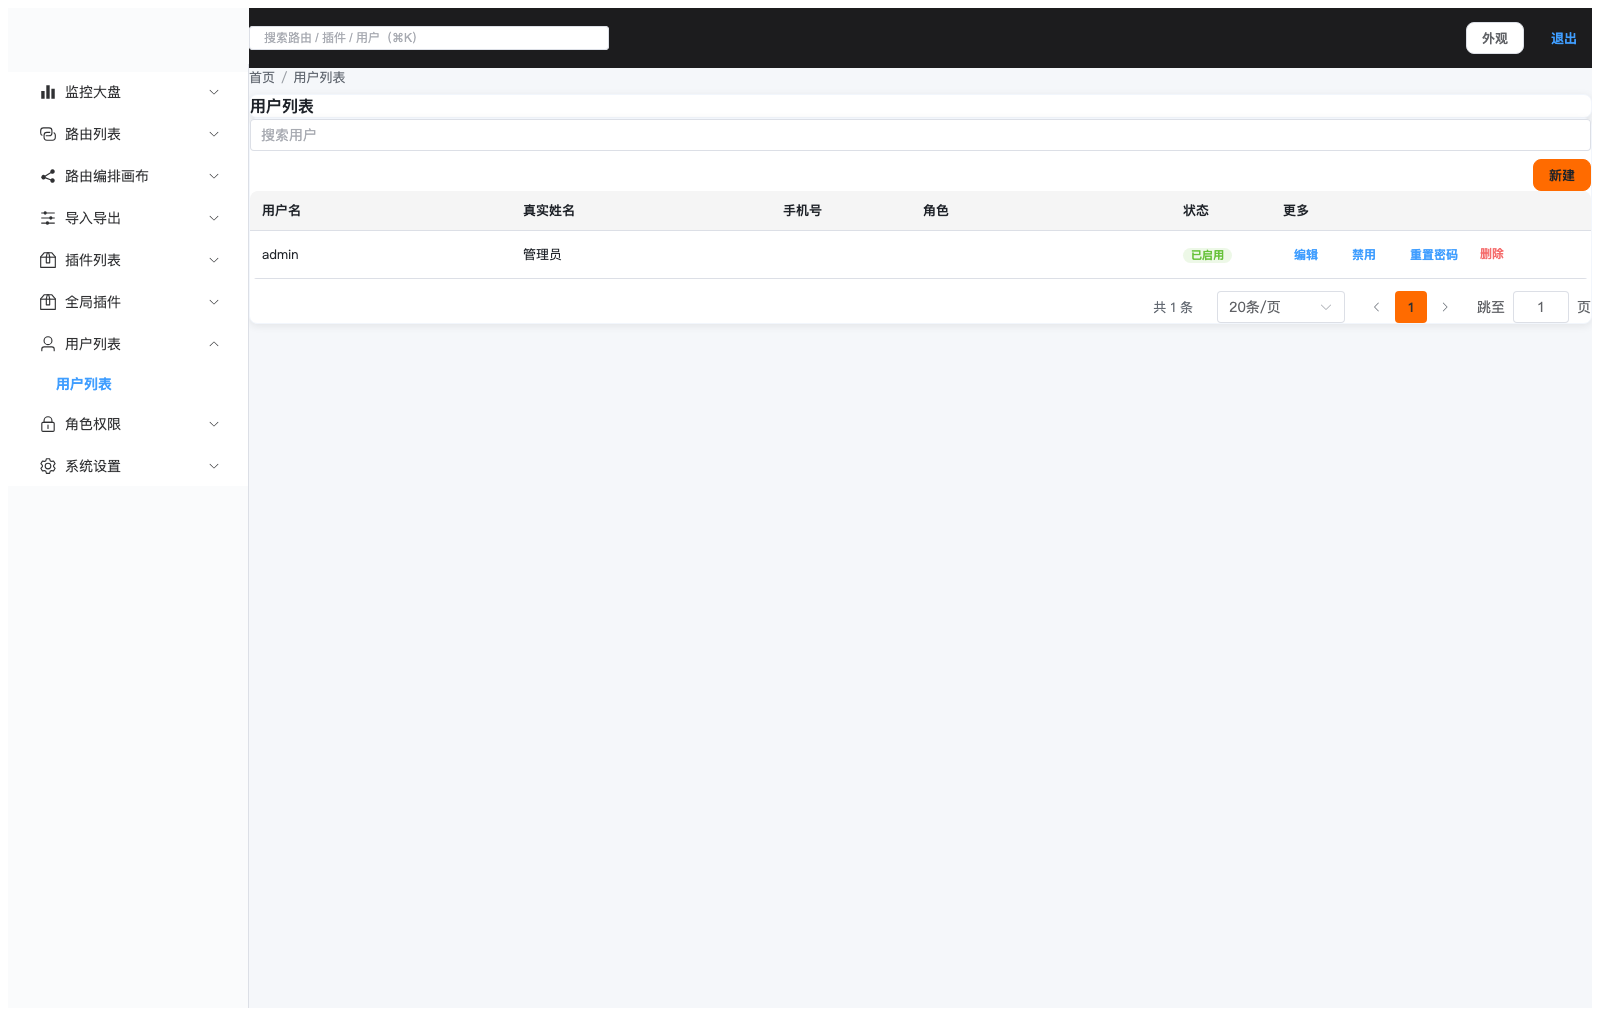 搜索路由 / 插件 / 用户（⌘K）
外观
退出
监控大盘
路由列表
路由编排画布
导入导出
插件列表
全局插件
用户列表
用户列表
角色权限
系统设置
首页 / 用户列表
用户列表
搜索用户
新建
用户名 真实姓名 手机号 角色 状态 更多
admin 管理员 已启用 编辑 禁用 重置密码 删除
共 1 条 20条/页 1 跳至 1 页